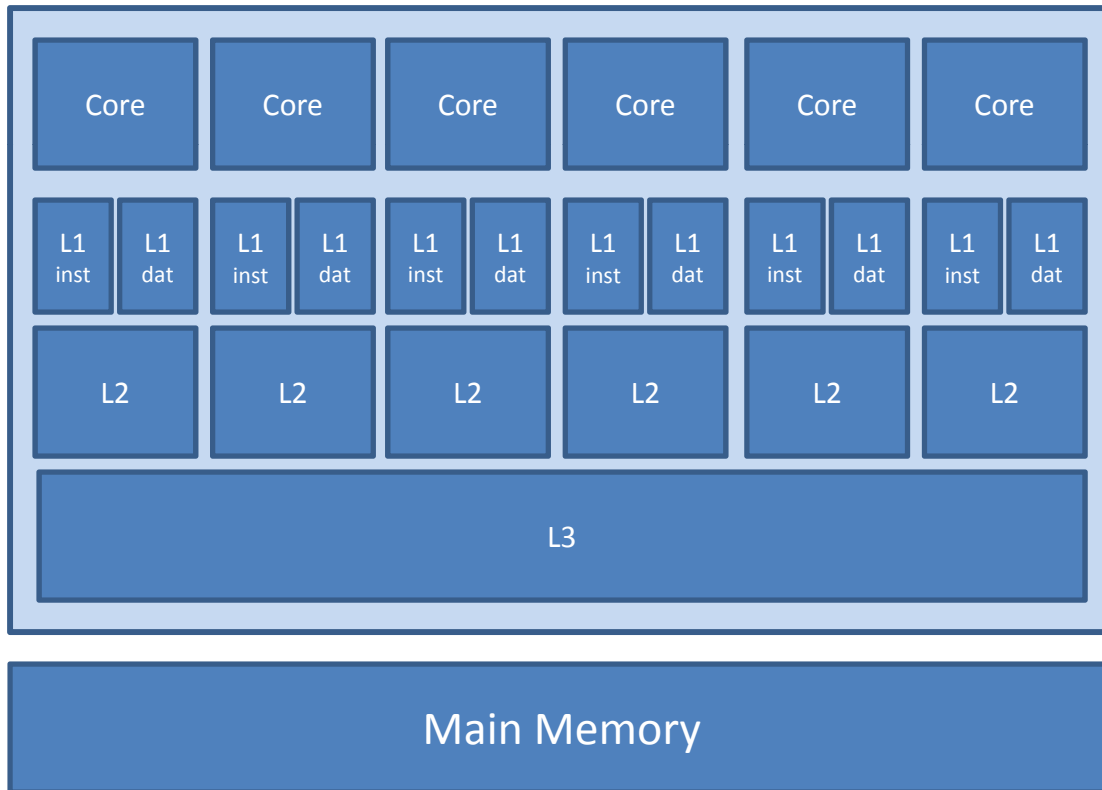 Core Core Core Core Core Core
L1 L1 L1 L1 L1 L1 L1 L1 L1 L1 L1 L1
inst dat inst dat inst dat inst dat inst dat inst dat
L2 L2 L2 L2 L2 L2
L3
Main Memory